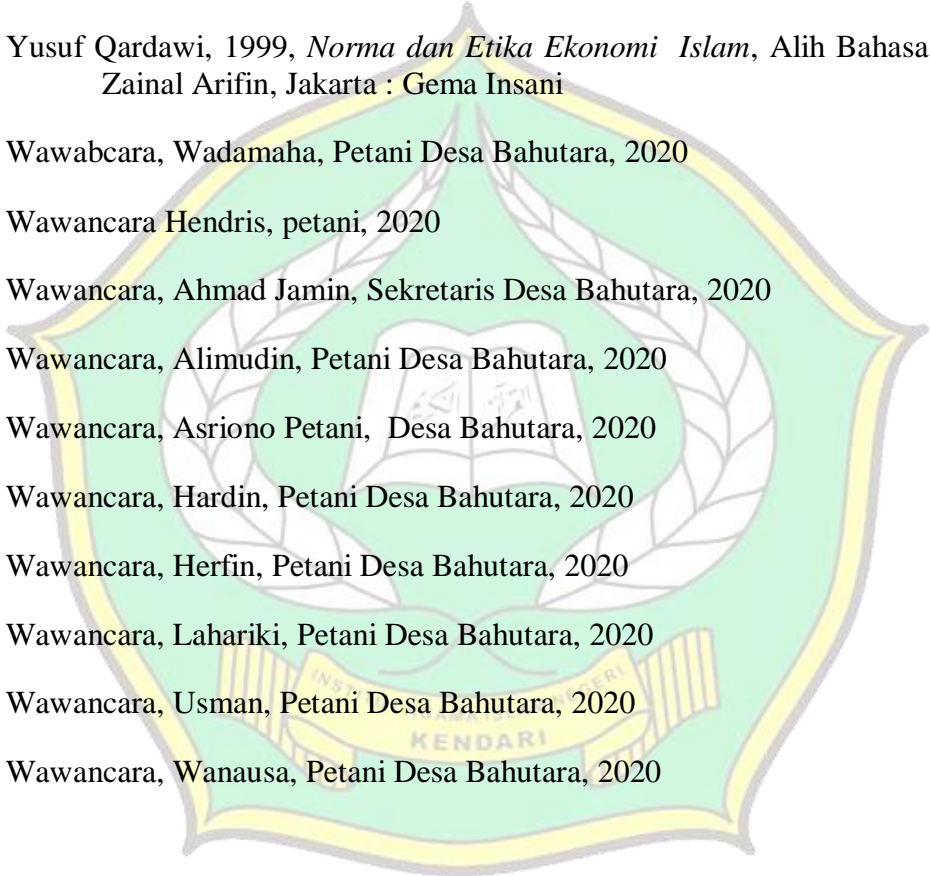 Yusuf Qardawi, 1999, Norma dan Etika Ekonomi Islam, Alih Bahasa
Zainal Arifin, Jakarta : Gema Insani
Wawabcara, Wadamaha, Petani Desa Bahutara, 2020
Wawancara Hendris, petani, 2020
Wawancara, Ahmad Jamin, Sekretaris Desa Bahutara, 2020
Wawancara, Alimudin, Petani Desa Bahutara, 2020
Wawancara, Asriono Petani, Desa Bahutara, 2020
Wawancara, Hardin, Petani Desa Bahutara, 2020
Wawancara, Herfin, Petani Desa Bahutara, 2020
Wawancara, Lahariki, Petani Desa Bahutara, 2020
Wawancara, Usman, Petani Desa Bahutara, 2020
KENDARI
Wawancara, Wanausa, Petani Desa Bahutara, 2020